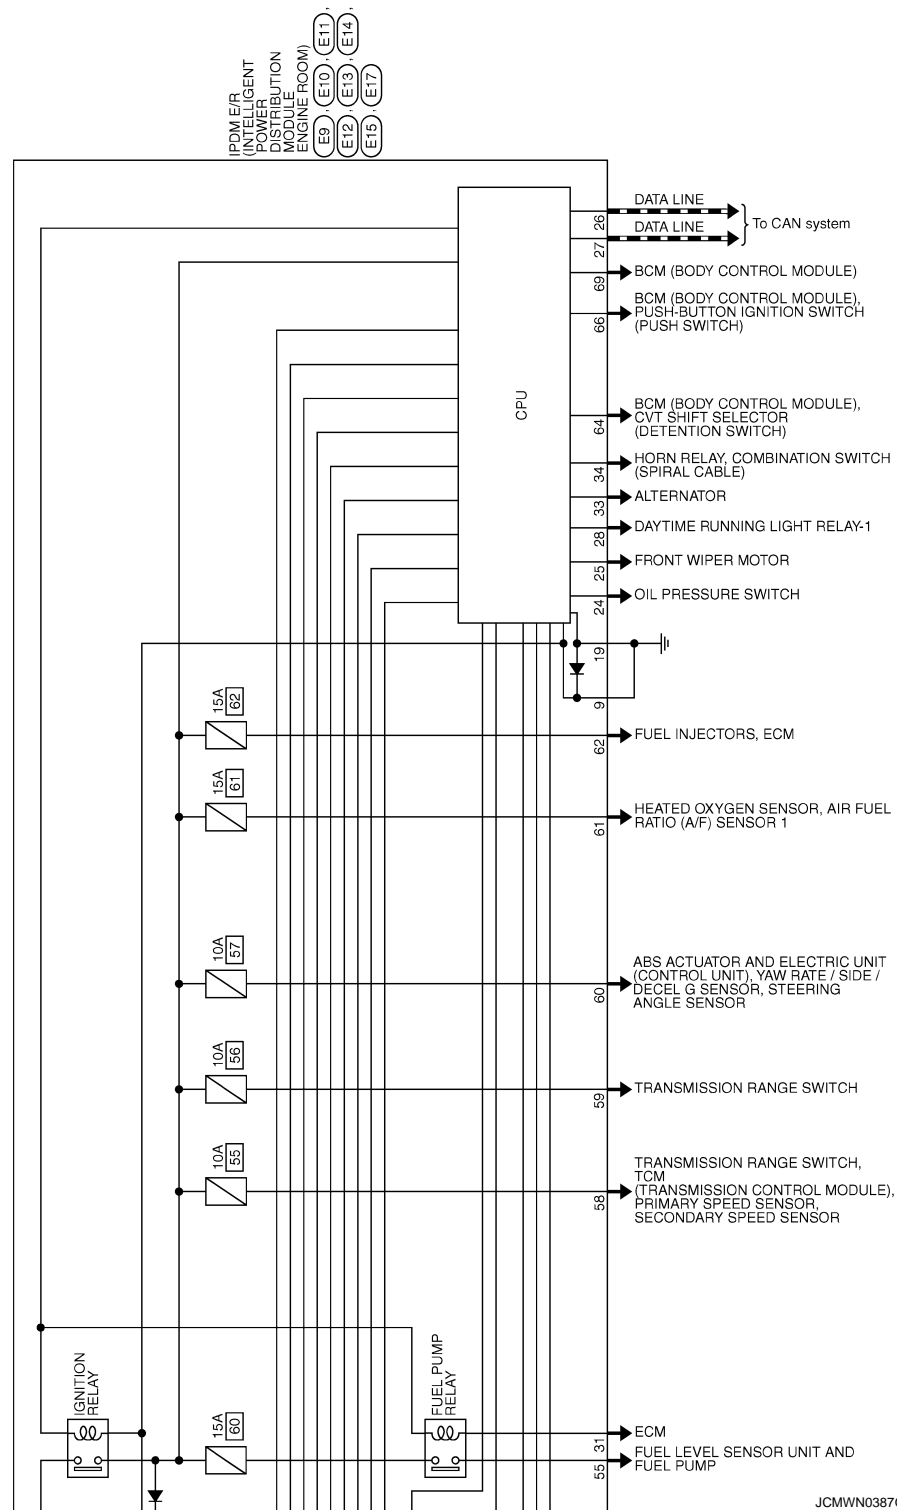 IPDM E/R
(INTELLIGENT
POWER
DISTRIBUTION
MODULE
ENGINE ROOM)
E9 , E10 , E11 ,
E12 , E13 , E14 ,
E15 , E17
DATA LINE
26
DATA LINE
27
To CAN system
69
BCM (BODY CONTROL MODULE)
66
BCM (BODY CONTROL MODULE),
PUSH-BUTTON IGNITION SWITCH
(PUSH SWITCH)
CPU
64
BCM (BODY CONTROL MODULE),
CVT SHIFT SELECTOR
(DETENTION SWITCH)
34
HORN RELAY, COMBINATION SWITCH
(SPIRAL CABLE)
33
ALTERNATOR
28
DAYTIME RUNNING LIGHT RELAY-1
25
FRONT WIPER MOTOR
24
OIL PRESSURE SWITCH
19
9
15A
62
62
FUEL INJECTORS, ECM
15A
61
61
HEATED OXYGEN SENSOR, AIR FUEL
RATIO (A/F) SENSOR 1
10A
57
60
ABS ACTUATOR AND ELECTRIC UNIT
(CONTROL UNIT), YAW RATE / SIDE /
DECEL G SENSOR, STEERING
ANGLE SENSOR
10A
56
59
TRANSMISSION RANGE SWITCH
10A
55
58
TRANSMISSION RANGE SWITCH,
TCM
(TRANSMISSION CONTROL MODULE),
PRIMARY SPEED SENSOR,
SECONDARY SPEED SENSOR
IGNITION
RELAY
15A
60
FUEL PUMP
RELAY
31
ECM
55
FUEL LEVEL SENSOR UNIT AND
FUEL PUMP